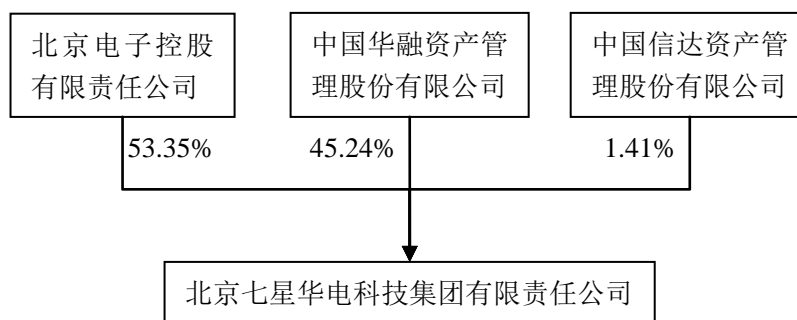 北京电子控股
有限责任公司
中国华融资产管
理股份有限公司
中国信达资产管
理股份有限公司
53.35%
45.24%
1.41%
北京七星华电科技集团有限责任公司